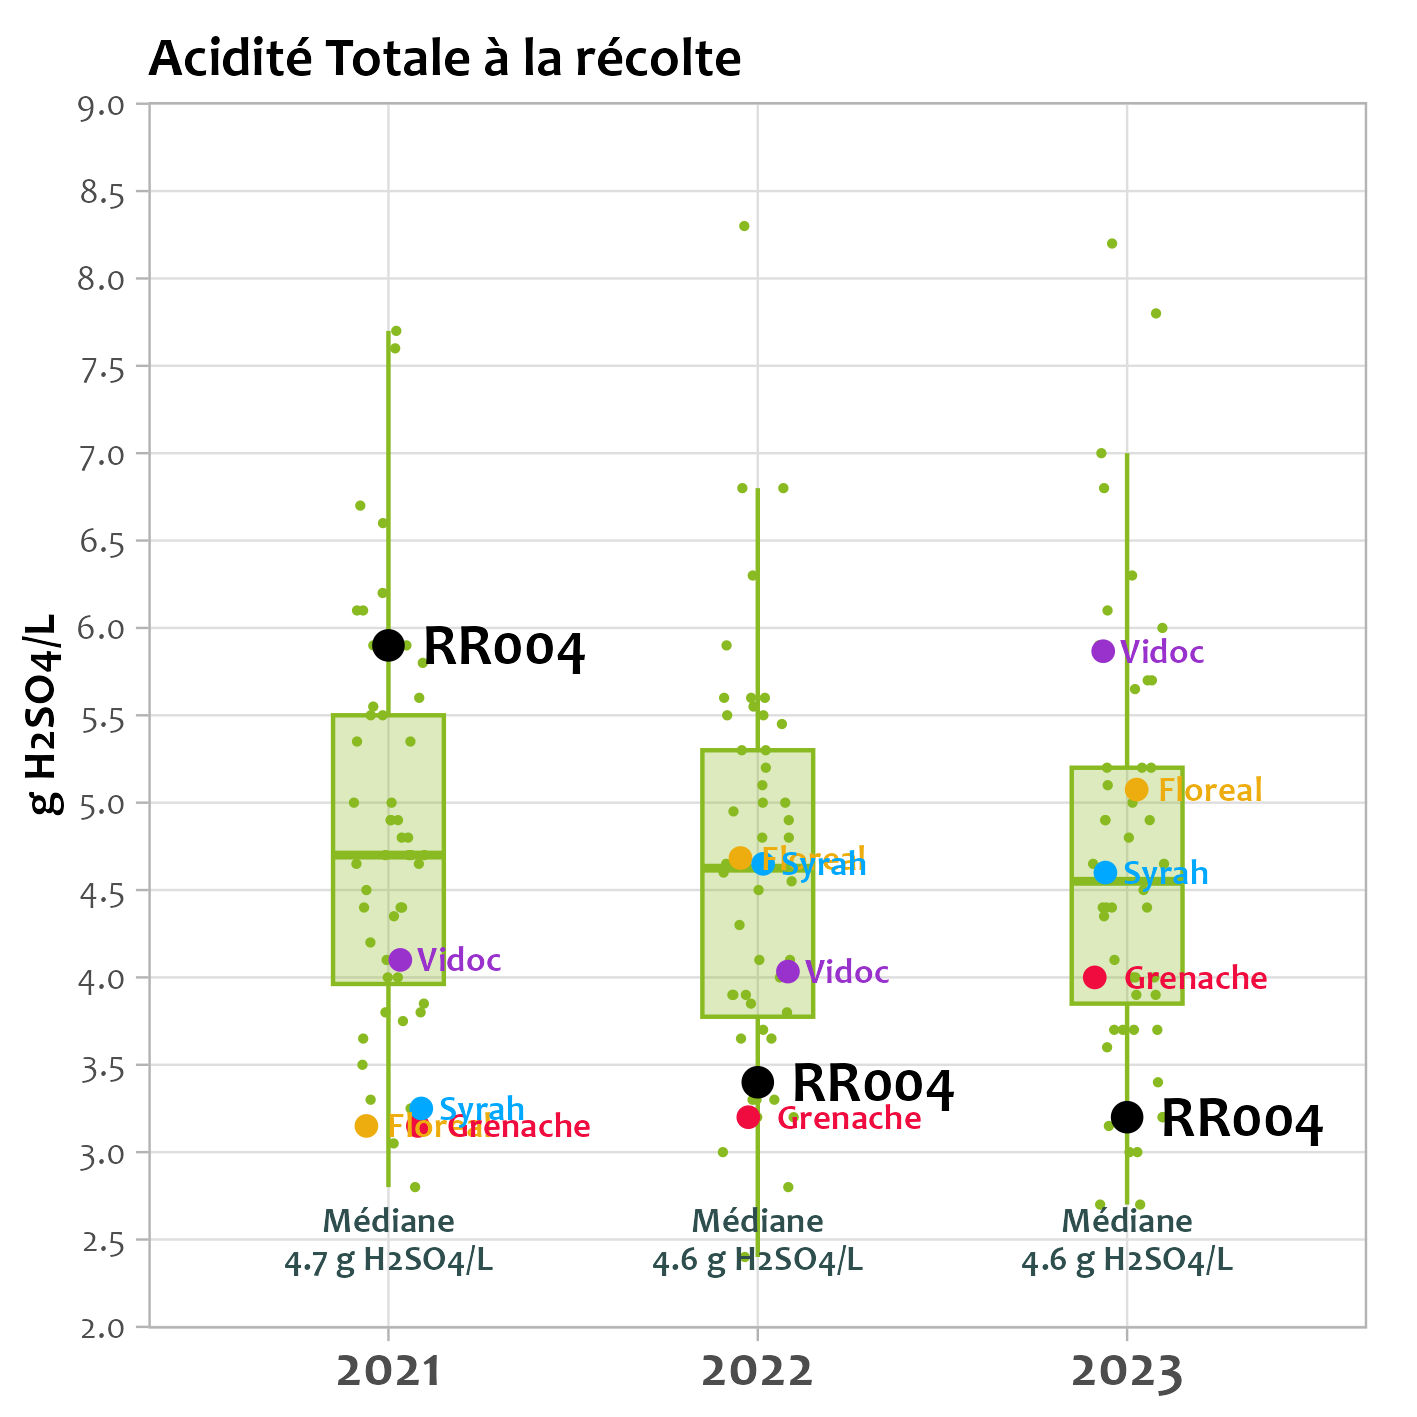 Acidité Totale à la récolte
g H2SO4/L
9.0
8.5
8.0
7.5
7.0
6.5
6.0
5.5
5.0
4.5
4.0
3.5
3.0
2.5
2.0
RR004
Vidoc
Syrah
Floreal
Grenache
Médiane
4.7 g H2SO4/L
Floreal
Syrah
Vidoc
RR004
Grenache
Médiane
4.6 g H2SO4/L
Vidoc
Floreal
Syrah
Grenache
RR004
Médiane
4.6 g H2SO4/L
2021
2022
2023